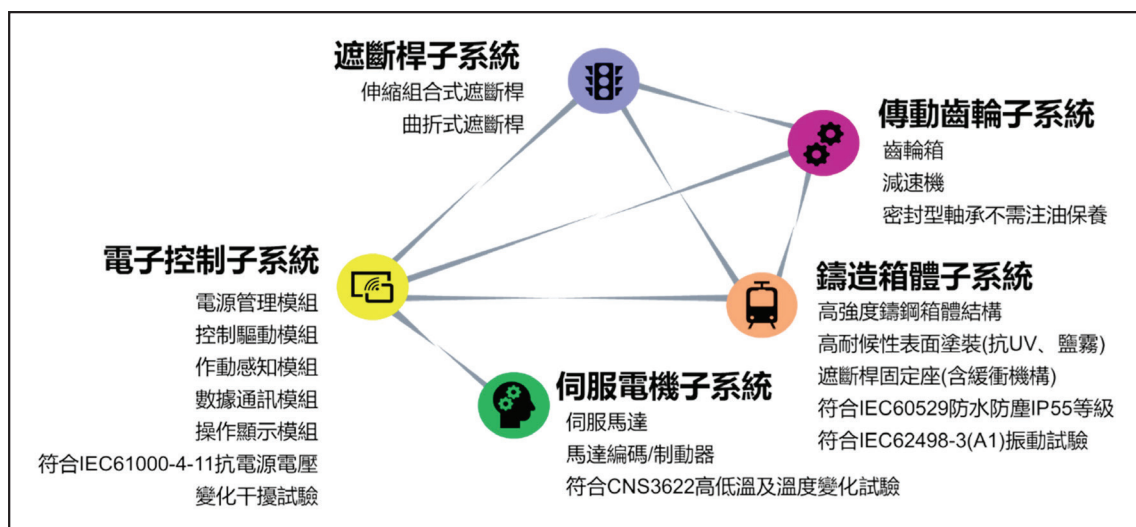 遮斷桿子系統
伸縮組合式遮斷桿
曲折式遮斷桿
傳動齒輪子系統
齒輪箱
減速機
密封型軸承不需注油保養
電子控制子系統
電源管理模組
控制驅動模組
作動感知模組
數據通訊模組
操作顯示模組
符合IEC61000-4-11抗電源電壓
變化干擾試驗
鑄造箱體子系統
高強度鑄鋼箱體結構
高耐候性表面塗裝(抗UV、鹽霧)
遮斷桿固定座(含緩衝機構)
符合IEC60529防水防塵IP55等級
符合IEC62498-3(A1)振動試驗
伺服電機子系統
伺服馬達
馬達編碼/制動器
符合CNS3622高低溫及溫度變化試驗